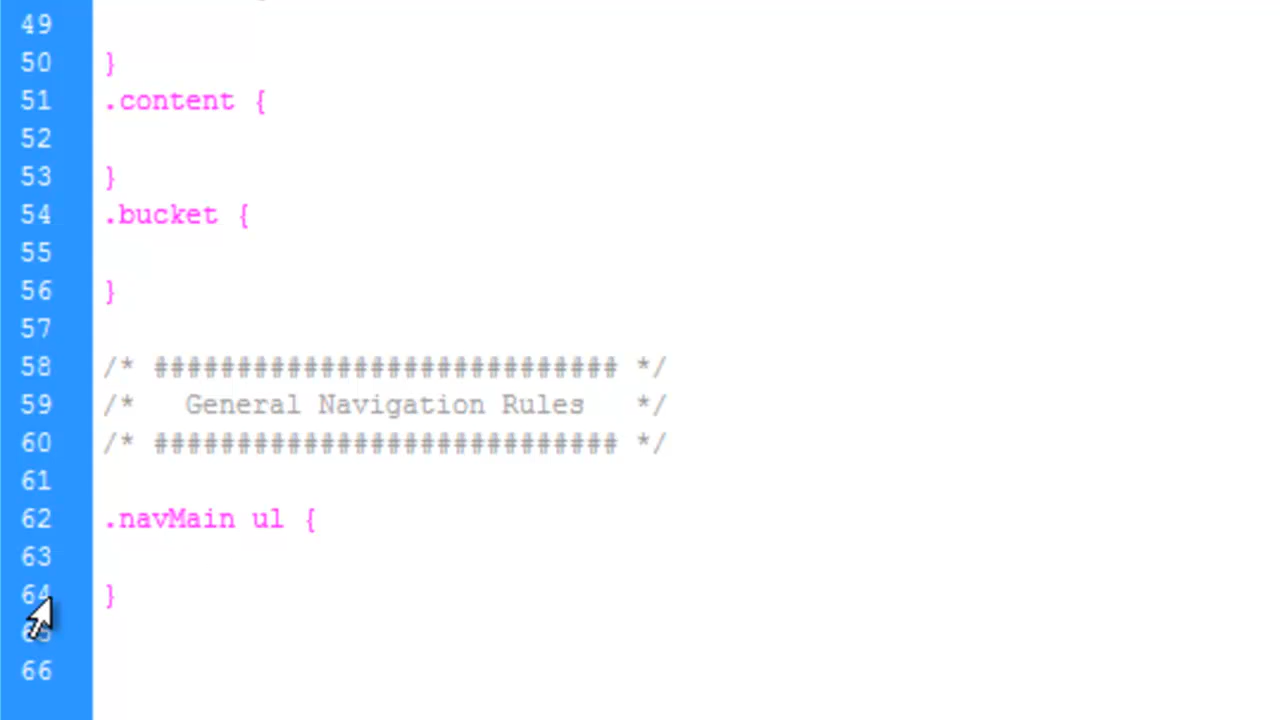 49
50 }
51 .content {
52
53 }
54 .bucket {
55
56 }
57
58 /* ############################ */
59 /*   General Navigation Rules   */
60 /* ############################ */
61
62 .navMain ul {
63
64 }
65
66